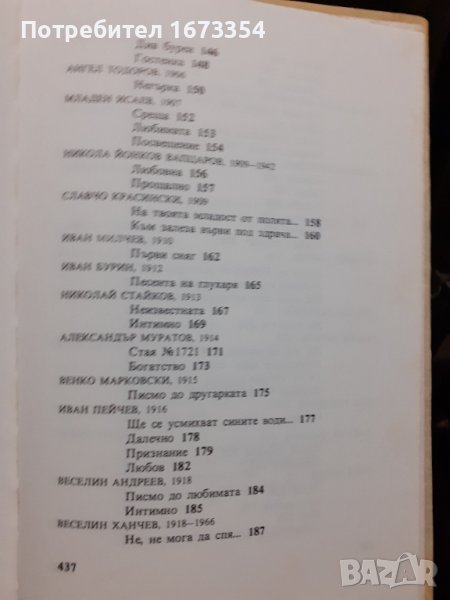 Потребител 1673354
Див бурен 146
Гостенка 148
АНГЕЛ ТОДОРОВ, 1906
Негърка 150
МЛАДЕН ИСАЕВ, 1907
Среща 152
Любимата 153
Посвещение 154
НИКОЛА ЙОНКОВ ВАПЦАРОВ, 1909—1942
Любовна 156
Прощално 157
СЛАВЧО КРАСИНСКИ, 1909
На твоята младост от полята... 158
Към залеза върви под здрача... 160
ИВАН МИЛЧЕВ, 1910
Първи сняг 162
ИВАН БУРИН, 1912
Песента на глухаря 165
НИКОЛАЙ СТАЙКОВ, 1913
Неизвестната 167
Интимно 169
АЛЕКСАНДЪР МУРАТОВ, 1914
Стая №1721 171
Богатство 173
ВЕНКО МАРКОВСКИ, 1915
Писмо до другарката 175
ИВАН ПЕЙЧЕВ, 1916
Ще се усмихват сините води... 177
Далечно 178
Признание 179
Любов 182
ВЕСЕЛИН АНДРЕЕВ, 1918
Писмо до любимата 184
Интимно 185
ВЕСЕЛИН ХАНЧЕВ, 1918—1966
Не, не мога да спя... 187
437
BAZAR